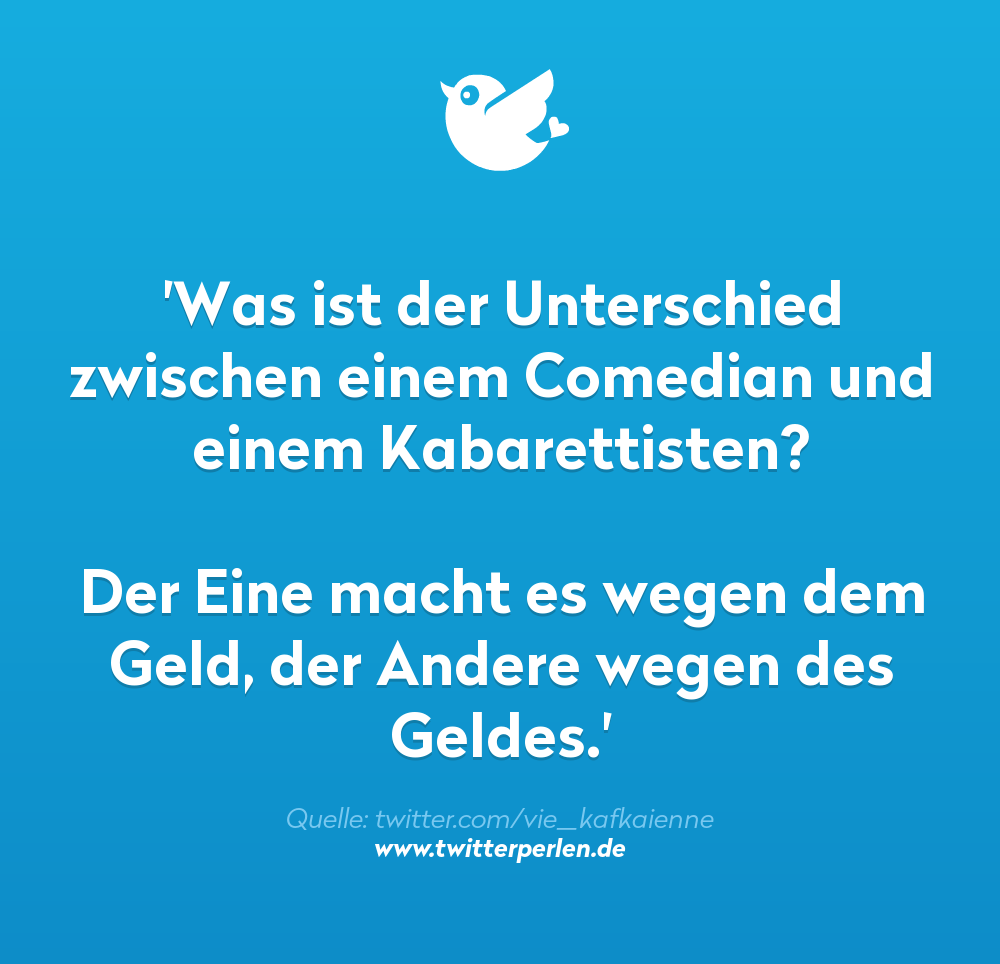 'Was ist der Unterschied
zwischen einem Comedian und
einem Kabarettisten?
Der Eine macht es wegen dem
Geld, der Andere wegen des
Geldes.'
Quelle: twitter.com/vie_kafkaienne
www.twitterperlen.de